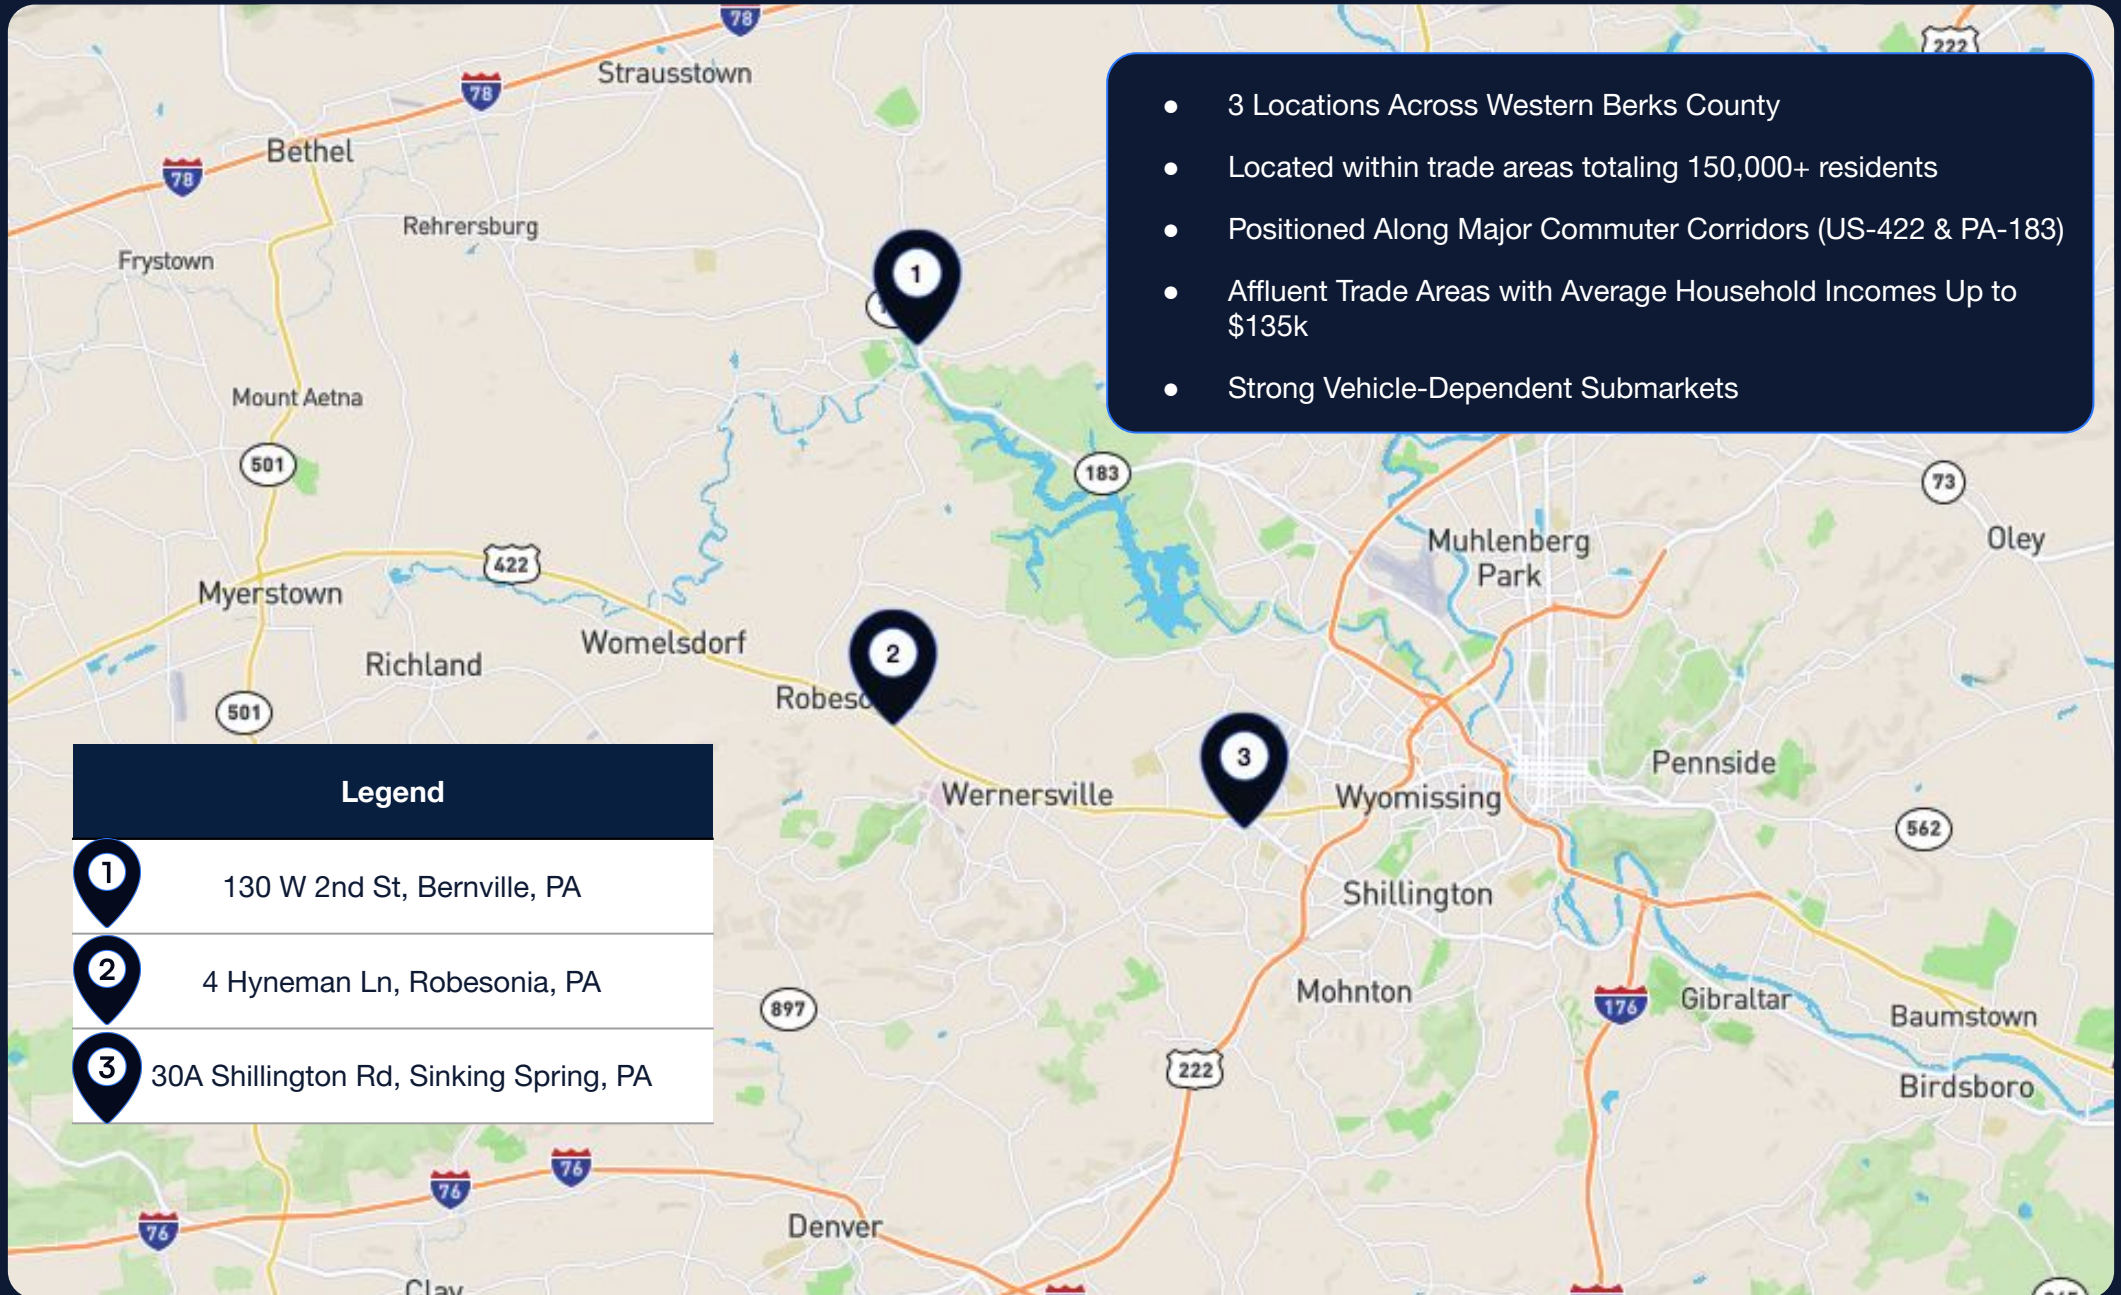 78
222
Strausstown
78
● 3 Locations Across Western Berks County
Bethel
● Located within trade areas totaling 150,000+ residents
78
Rehrersburg
● Positioned Along Major Commuter Corridors (US-422 & PA-183)
Frystown
1
● Affluent Trade Areas with Average Household Incomes Up to
$135k
Mount Aetna
● Strong Vehicle-Dependent Submarkets
501
183
73
Muhlenberg
Park
Oley
422
Myerstown
Womelsdorf
2
Richland
Robeso
501
3
Pennside
Legend
Wernersville
Wyomissing
562
1 130 W 2nd St, Bernville, PA
Shillington
2 4 Hyneman Ln, Robesonia, PA
Mohnton
897
176
Gibraltar
Baumstown
3 30A Shillington Rd, Sinking Spring, PA
222
Birdsboro
76
76
76
Denver
Clay